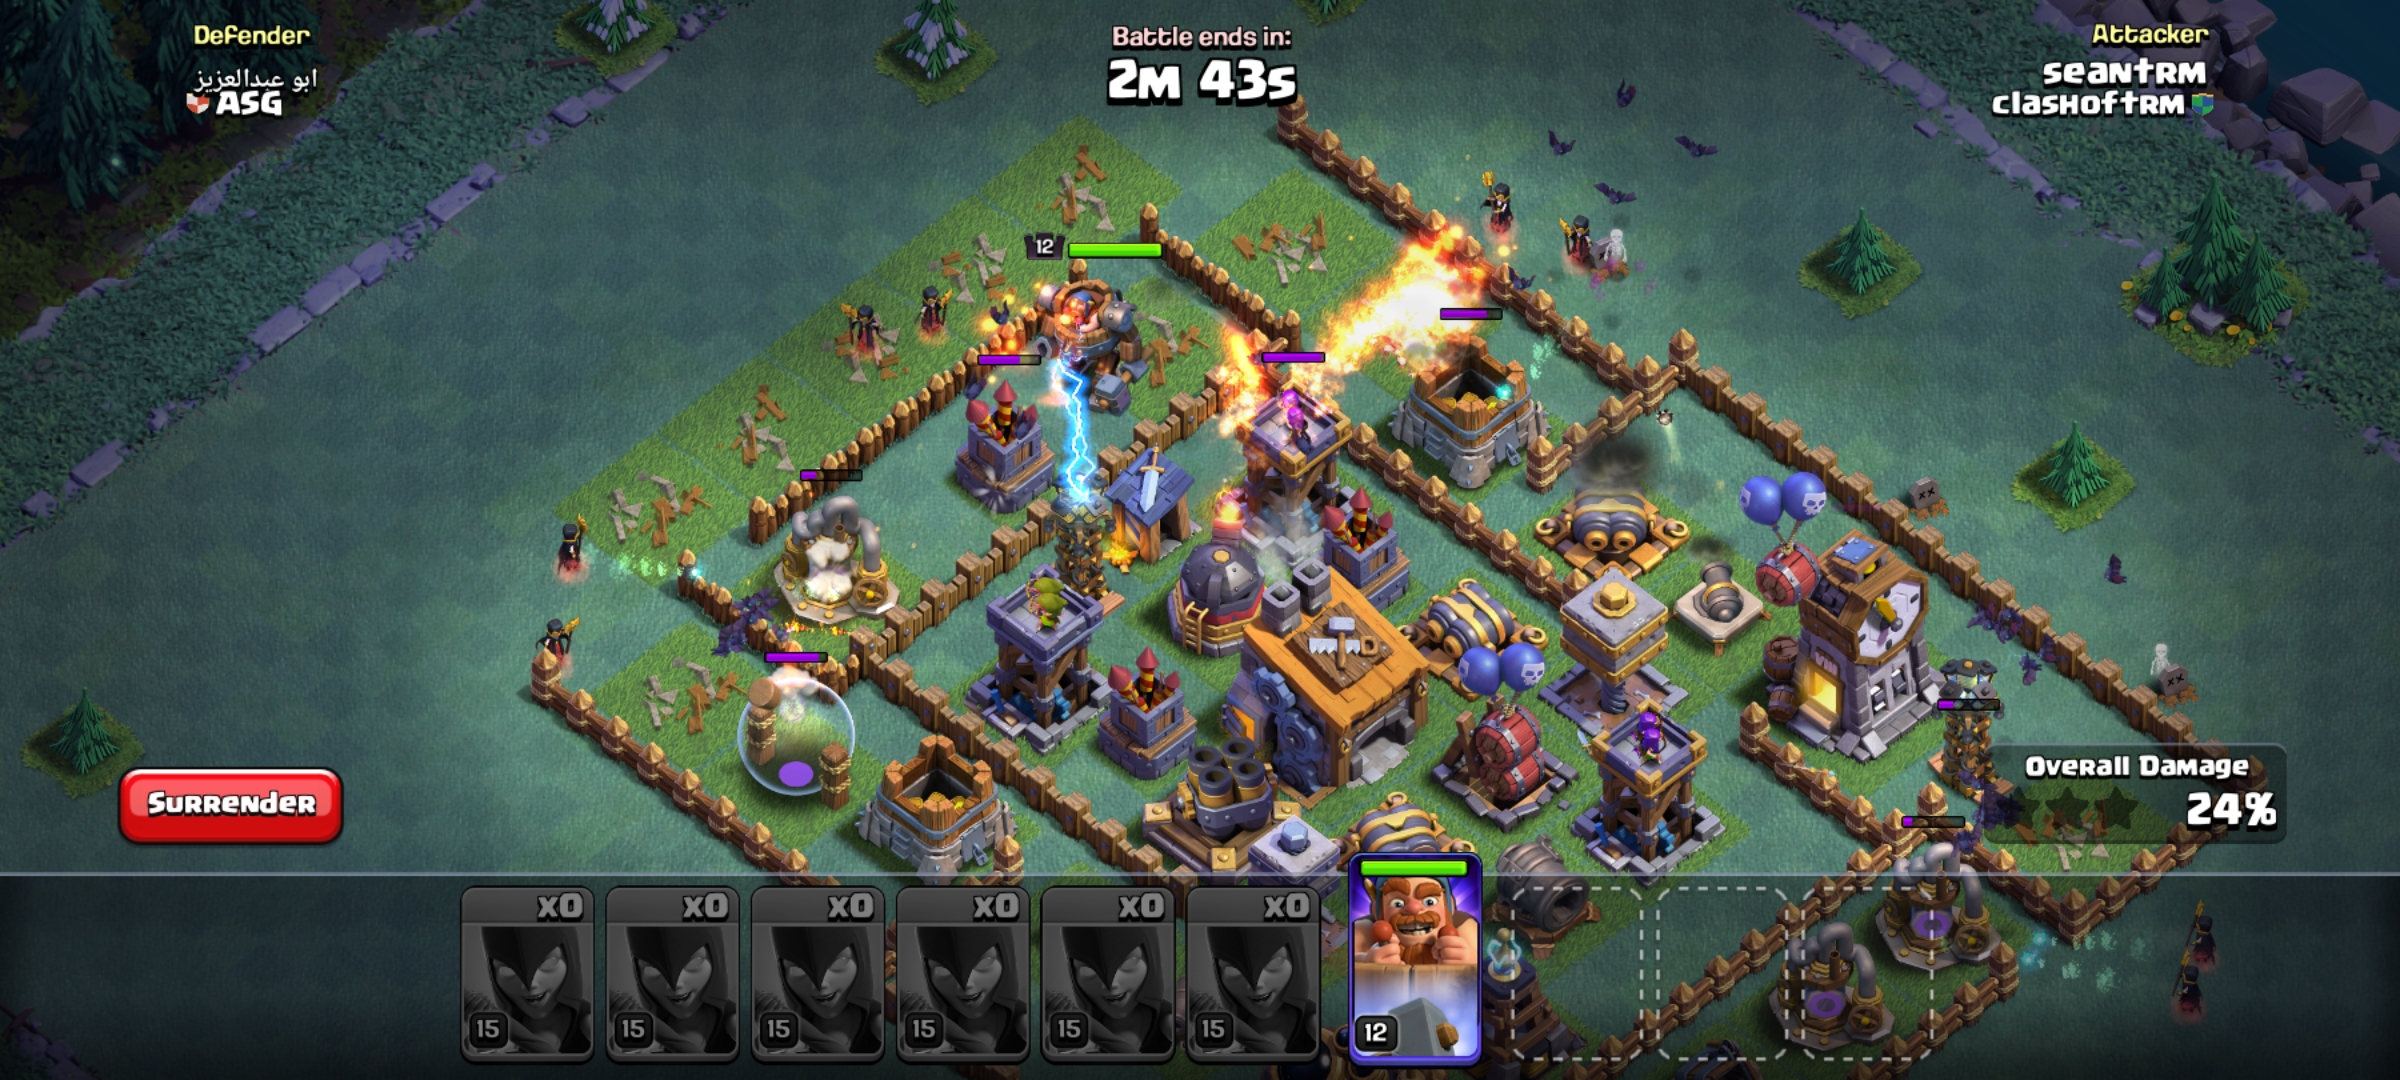 Defender
ابو عبدالعزيز
ASG
Battle ends in:
2M 43s
Attacker
seantrm
clashoftrm
12
Surrender
Overall Damage
24%
x0 x0 x0 x0 x0 x0
15 15 15 15 15 15 12